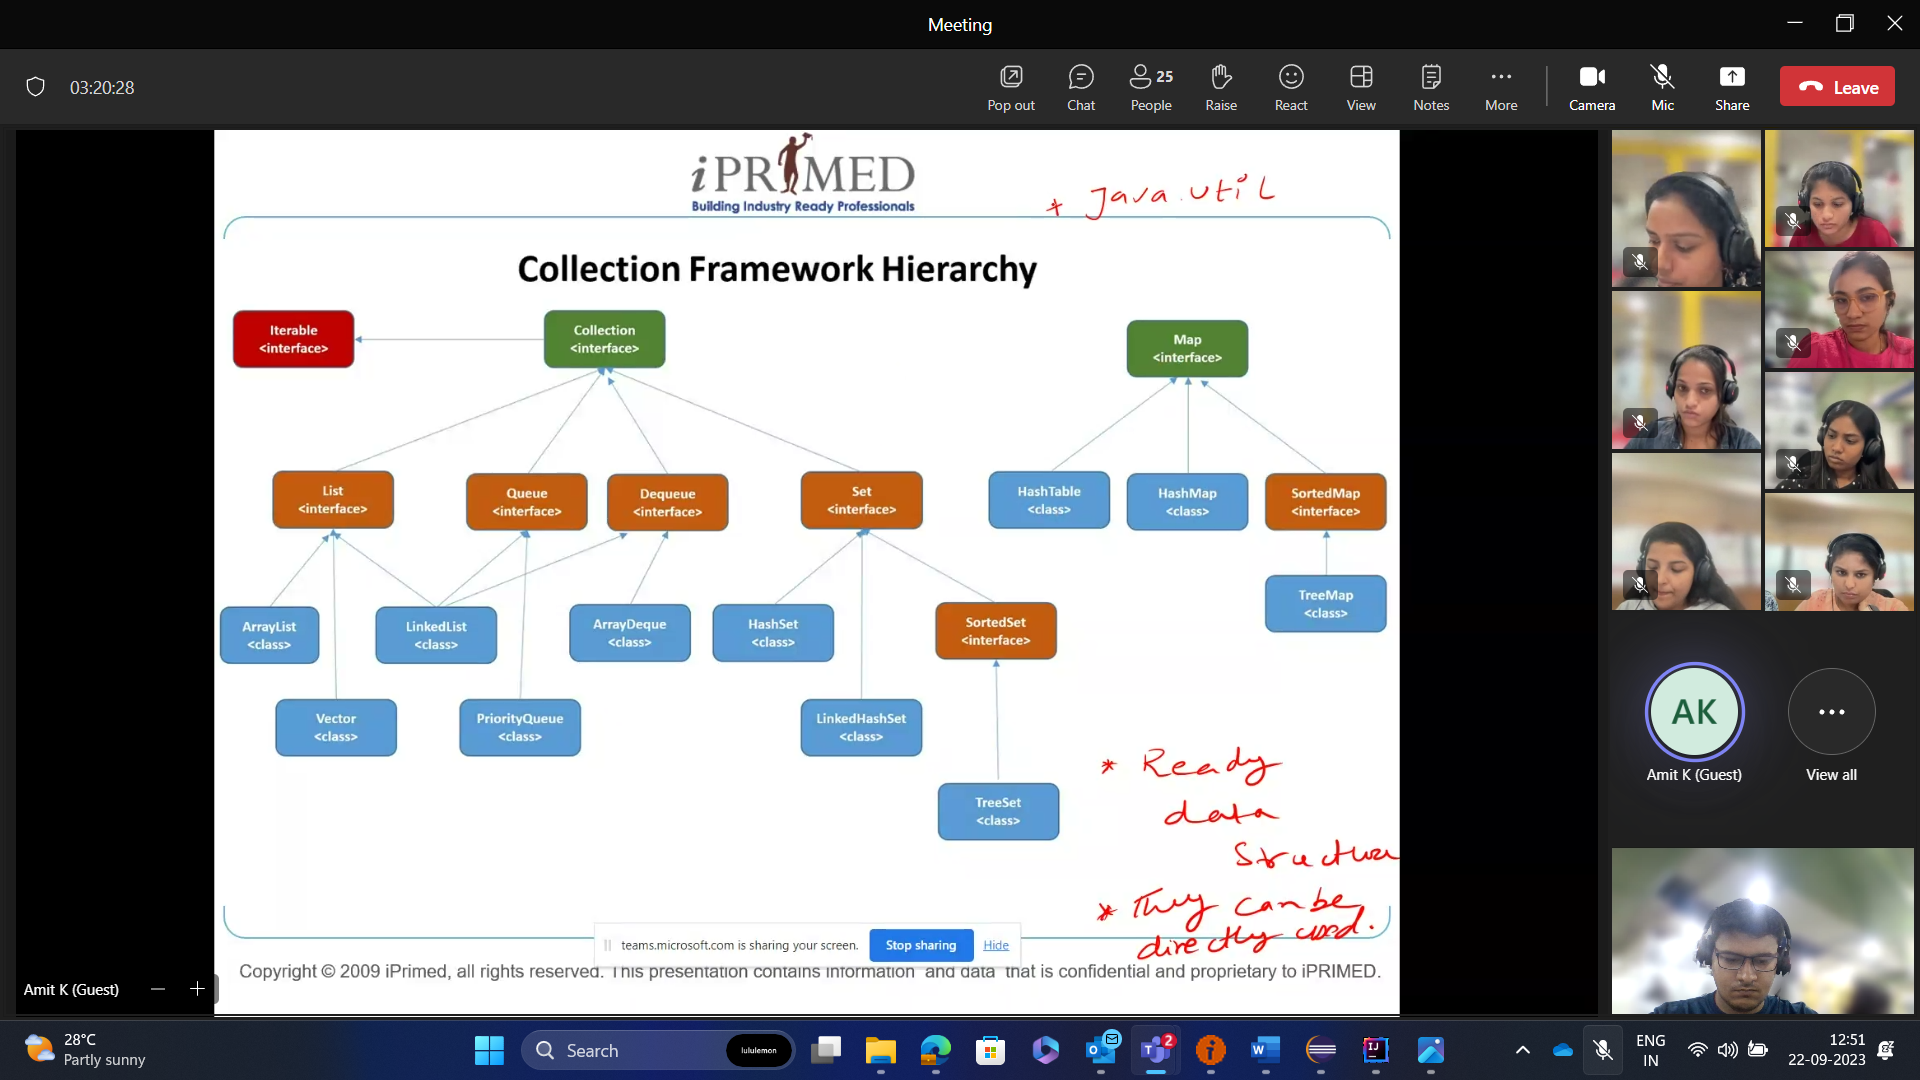 Meeting
03:20:28
Pop out
Chat
25
People
Raise
React
View
Notes
More
Camera
Mic
Share
Leave
iPRIMED
Building Industry Ready Professionals
* Java.util
Collection Framework Hierarchy
Iterable
<interface>
Collection
<interface>
Map
<interface>
List
<interface>
Queue
<interface>
Dequeue
<interface>
Set
<interface>
HashTable
<class>
HashMap
<class>
SortedMap
<interface>
ArrayList
<class>
LinkedList
<class>
ArrayDeque
<class>
HashSet
<class>
SortedSet
<interface>
TreeMap
<class>
Vector
<class>
PriorityQueue
<class>
LinkedHashSet
<class>
TreeSet
<class>
* Ready
data
Structure
* They can be
directly used.
teams.microsoft.com is sharing your screen.
Stop sharing
Hide
Copyright © 2009 iPrimed, all rights reserved. This presentation contains information and data that is confidential and proprietary to iPRIMED.
Amit K (Guest)
AK
Amit K (Guest)
View all
28°C
Partly sunny
Search
lululemon
2
ENG
IN
12:51
22-09-2023